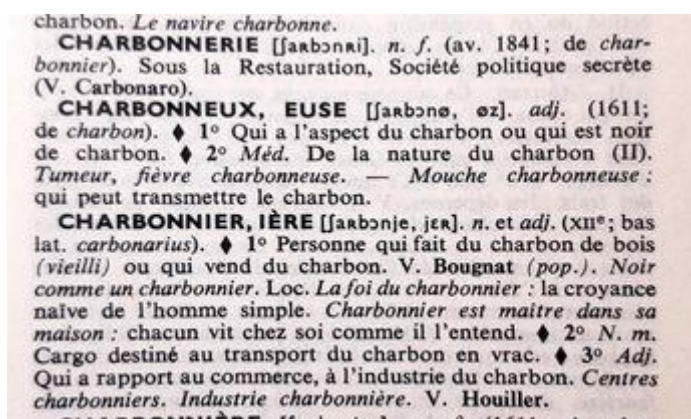 charbon. Le navire charbonne.
CHARBONNERIE [ʃaʀbɔnʀi]. n. f. (av. 1841; de char-
bonnier). Sous la Restauration, Société politique secrète
(V. Carbonaro).
CHARBONNEUX, EUSE [ʃaʀbɔnø, øz]. adj. (1611;
de charbon). ♦ 1º Qui a l'aspect du charbon ou qui est noir
de charbon. ♦ 2º Méd. De la nature du charbon (II).
Tumeur, fièvre charbonneuse. — Mouche charbonneuse :
qui peut transmettre le charbon.
CHARBONNIER, IÈRE [ʃaʀbɔnje, jɛʀ]. n. et adj. (XIIᵉ; bas
lat. carbonarius). ♦ 1º Personne qui fait du charbon de bois
(vieilli) ou qui vend du charbon. V. Bougnat (pop.). Noir
comme un charbonnier. Loc. La foi du charbonnier : la croyance
naïve de l'homme simple. Charbonnier est maître dans sa
maison : chacun vit chez soi comme il l'entend. ♦ 2º N. m.
Cargo destiné au transport du charbon en vrac. ♦ 3º Adj.
Qui a rapport au commerce, à l'industrie du charbon. Centres
charbonniers. Industrie charbonnière. V. Houiller.